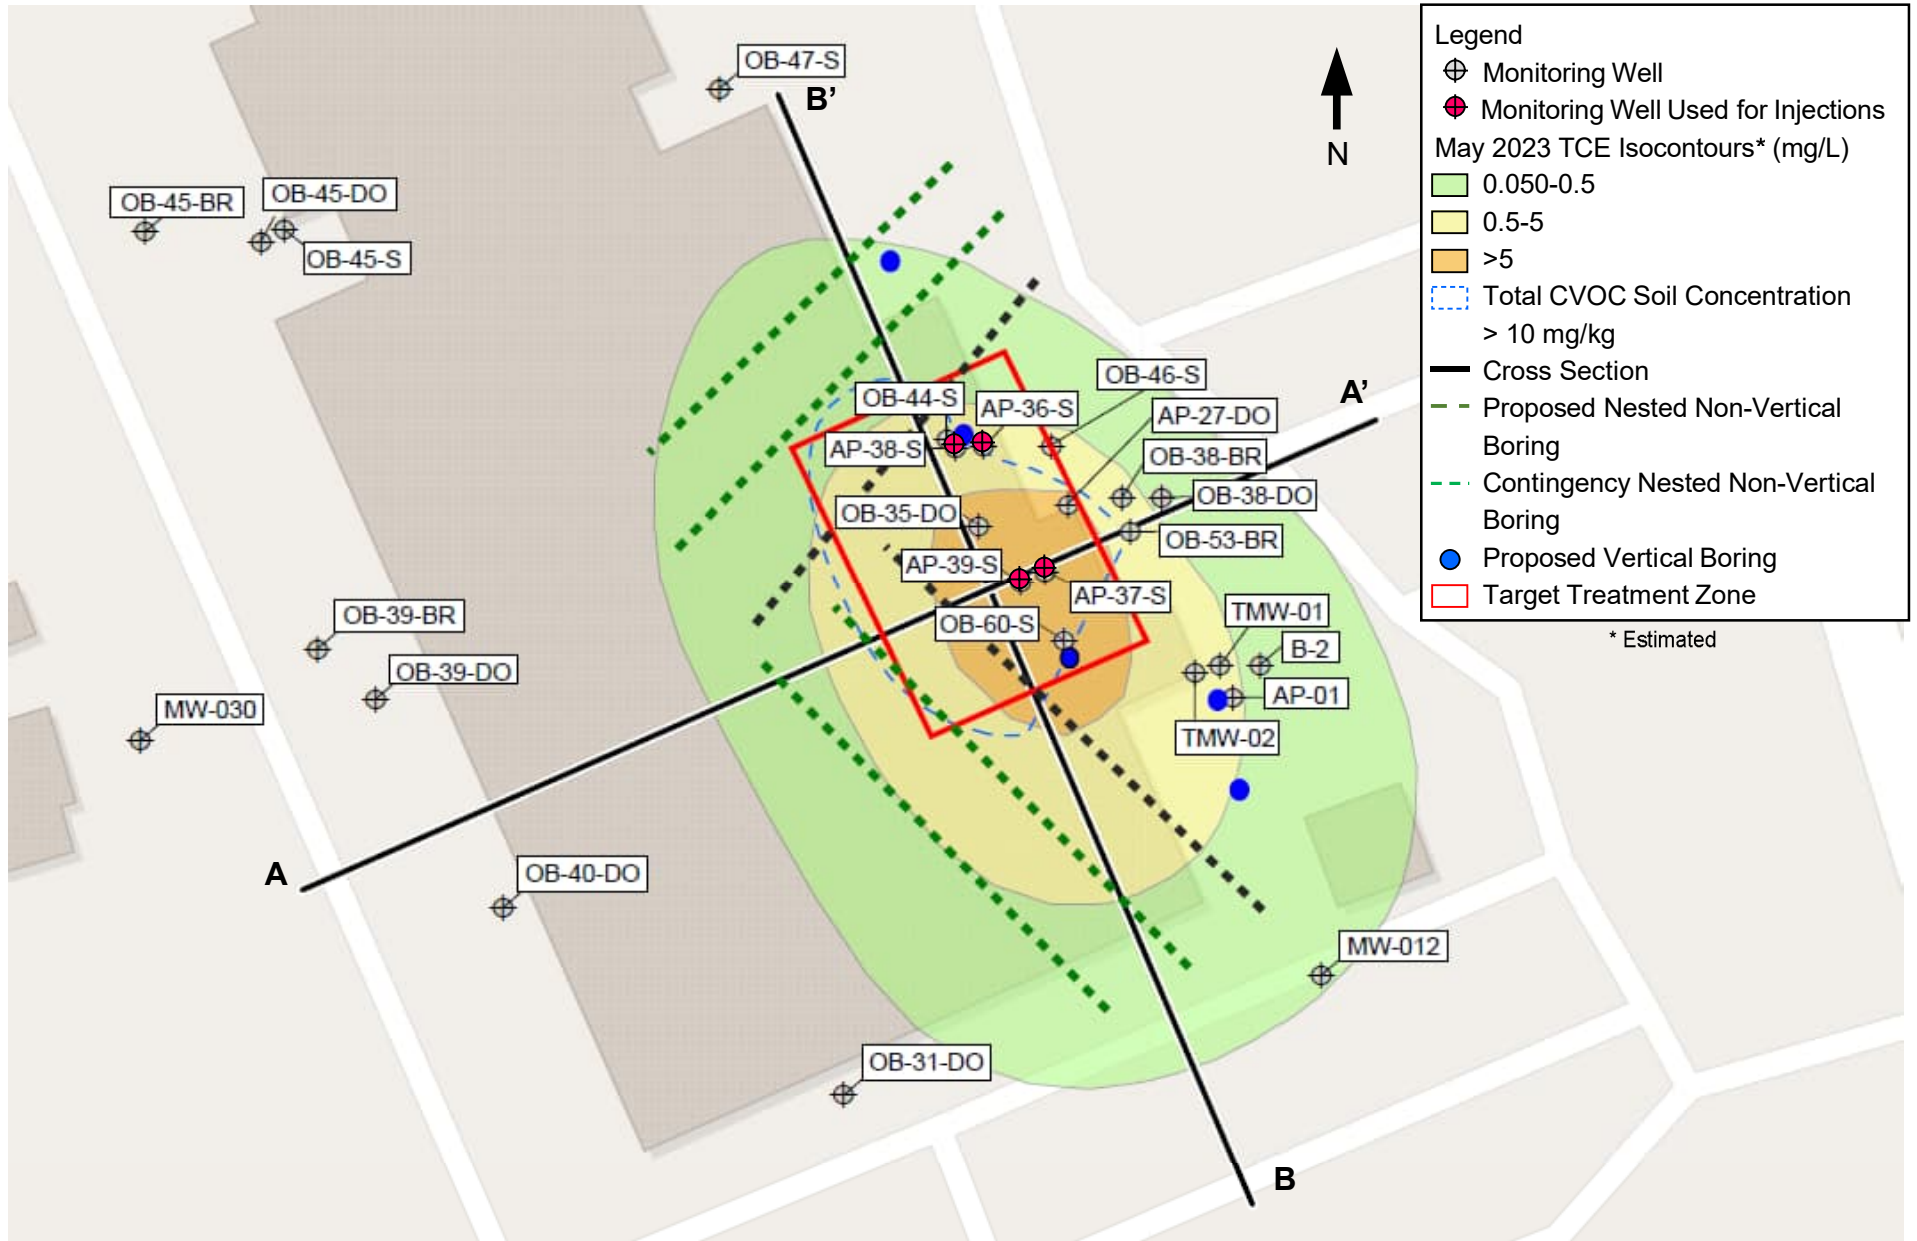 OB-47-S
B’
N
OB-45-BR
OB-45-DO
OB-45-S
OB-46-S
A’
OB-44-S
AP-36-S
AP-27-DO
AP-38-S
OB-38-BR
OB-38-DO
OB-35-DO
OB-53-BR
AP-39-S
AP-37-S
OB-60-S
TMW-01
B-2
AP-01
TMW-02
OB-39-BR
OB-39-DO
MW-030
A
OB-40-DO
MW-012
OB-31-DO
B
Legend
Monitoring Well
Monitoring Well Used for Injections
May 2023 TCE Isocontours* (mg/L)
0.050-0.5
0.5-5
>5
Total CVOC Soil Concentration
> 10 mg/kg
Cross Section
Proposed Nested Non-Vertical
Boring
Contingency Nested Non-Vertical
Boring
Proposed Vertical Boring
Target Treatment Zone
* Estimated